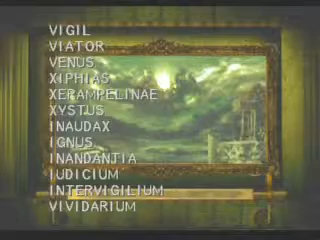 VIGIL
VIATOR
VENUS
XIPHIAS
XERAMPELINAE
XYSTUS
INAUDAX
IGNUS
INANDANTIA
IUDICIUM
INTERVIGILIUM
VIVIDARIUM